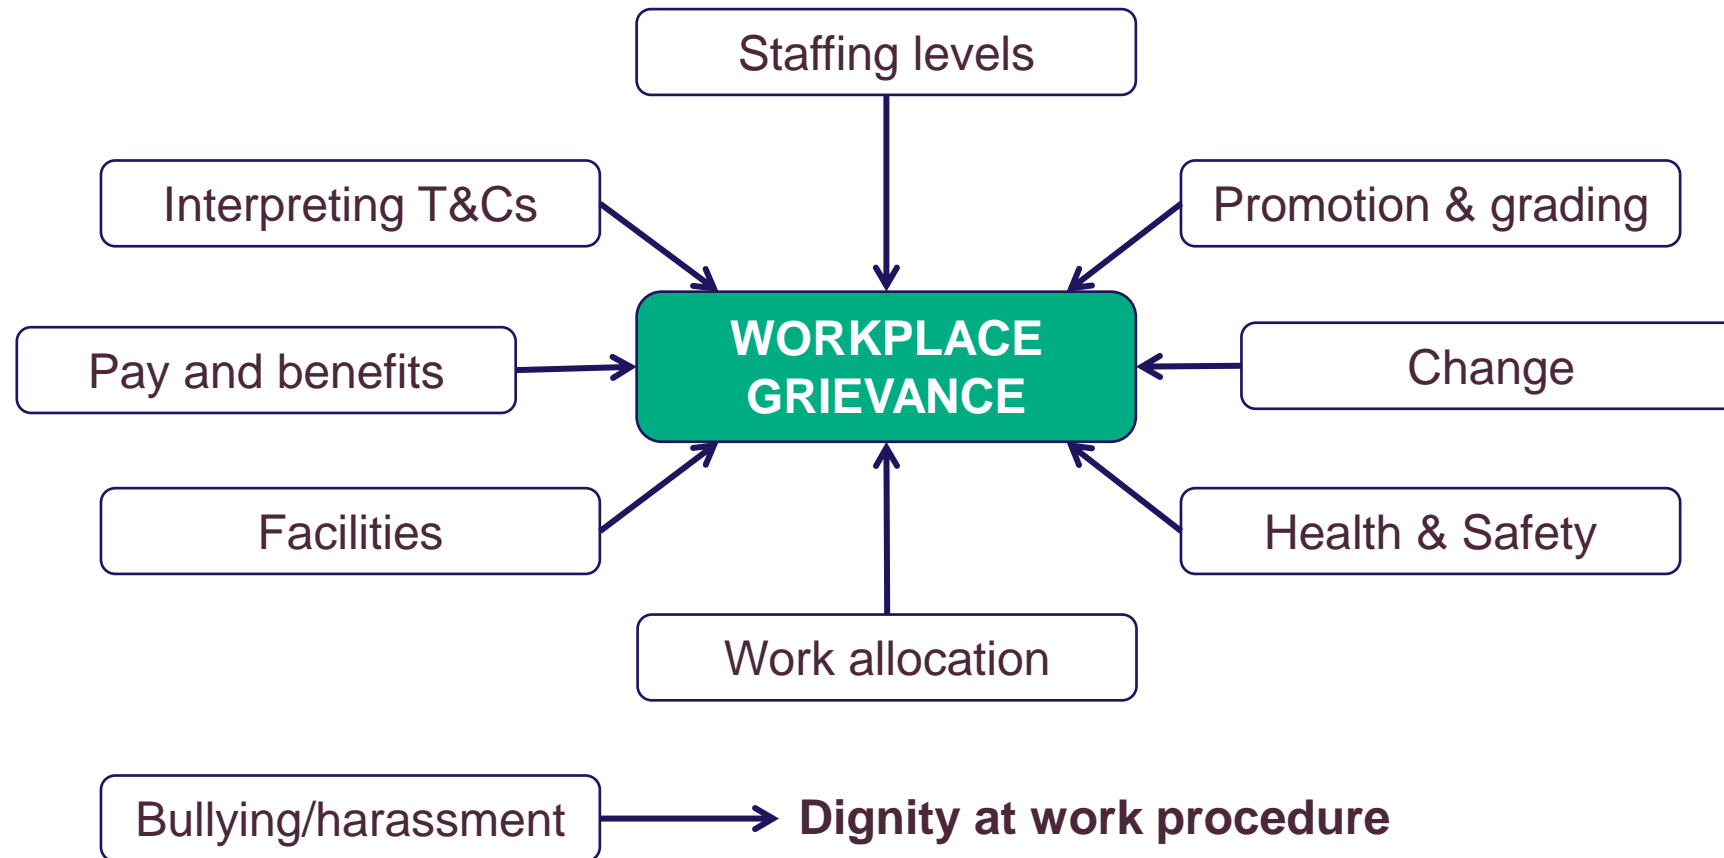 Staffing levels
Interpreting T&Cs
Promotion & grading
WORKPLACE
GRIEVANCE
Pay and benefits
Change
Facilities
Health & Safety
Work allocation
Bullying/harassment
Dignity at work procedure